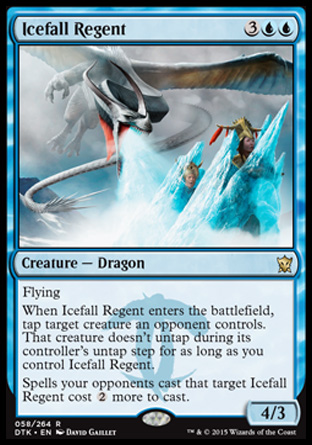 Icefall Regent 3
Creature — Dragon
Flying
When Icefall Regent enters the battlefield,
tap target creature an opponent controls.
That creature doesn't untap during its
controller's untap step for as long as you
control Icefall Regent.
Spells your opponents cast that target Icefall
Regent cost 2 more to cast.
4/3
058/264 R
DTK • EN DAVID GAILLET ™ & © 2015 Wizards of the Coast